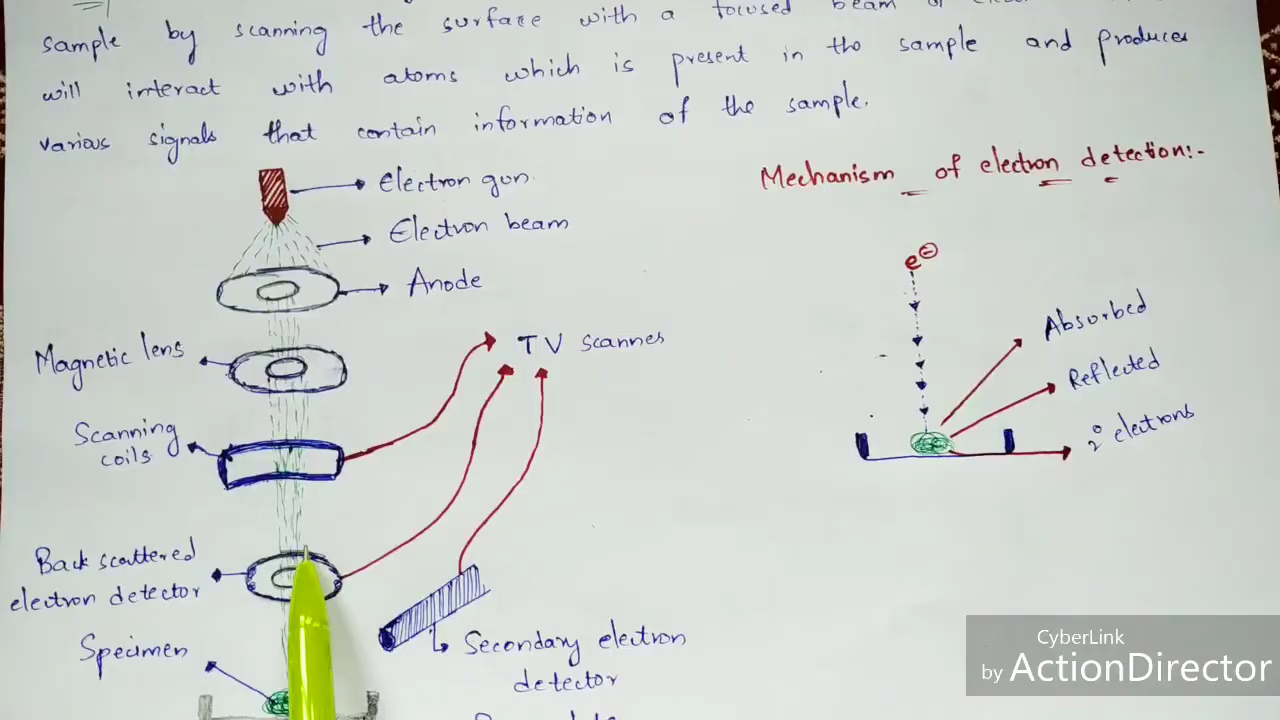 sample by scanning the surface with a focused beam of
will interact with atoms which is present in the sample and produces
various signals that contain information of the sample.
Electron gun
Electron beam
Anode
Magnetic lens
TV Scannes
Scanning
coils
Back scattered
electron detector
Specimen
Secondary electron
detector
Mechanism of electron detection:-
e⊖
Absorbed
Reflected
2° electrons
CyberLink
by ActionDirector